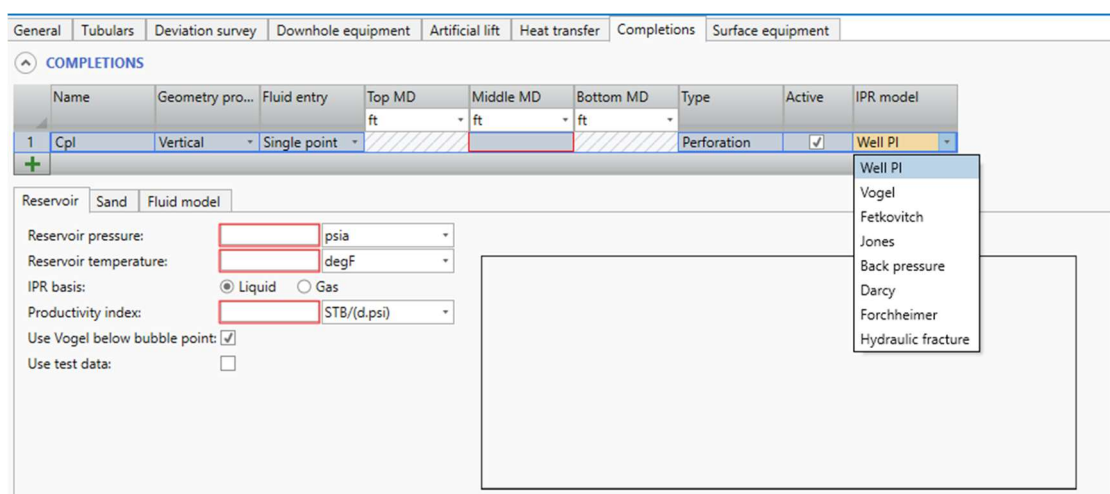 General Tubulars Deviation survey Downhole equipment Artificial lift Heat transfer Completions Surface equipment
COMPLETIONS
Name Geometry pro... Fluid entry Top MD Middle MD Bottom MD Type Active IPR model
ft ft ft
1 Cpl Vertical Single point Perforation Well PI
Well PI
Vogel
Fetkovitch
Jones
Back pressure
Darcy
Forchheimer
Hydraulic fracture
Reservoir Sand Fluid model
Reservoir pressure: psia
Reservoir temperature: degF
IPR basis: Liquid Gas
Productivity index: STB/(d.psi)
Use Vogel below bubble point:
Use test data: